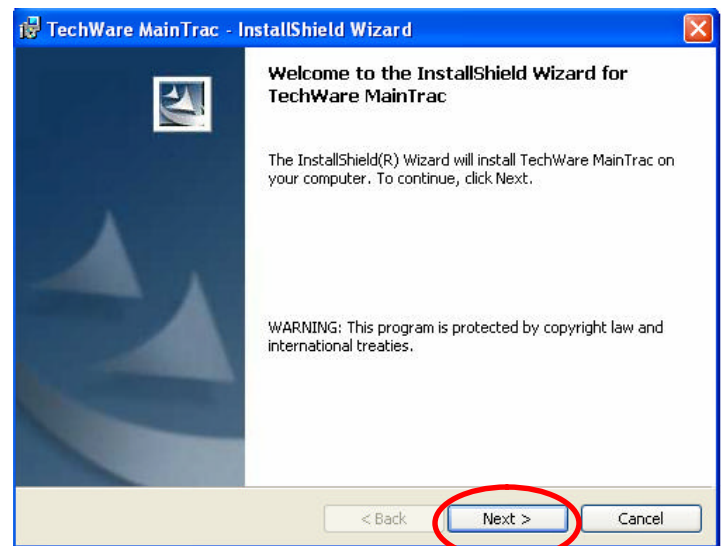 TechWare MainTrac - InstallShield Wizard
Welcome to the InstallShield Wizard for
TechWare MainTrac
The InstallShield(R) Wizard will install TechWare MainTrac on
your computer. To continue, click Next.
WARNING: This program is protected by copyright law and
international treaties.
< Back Next > Cancel